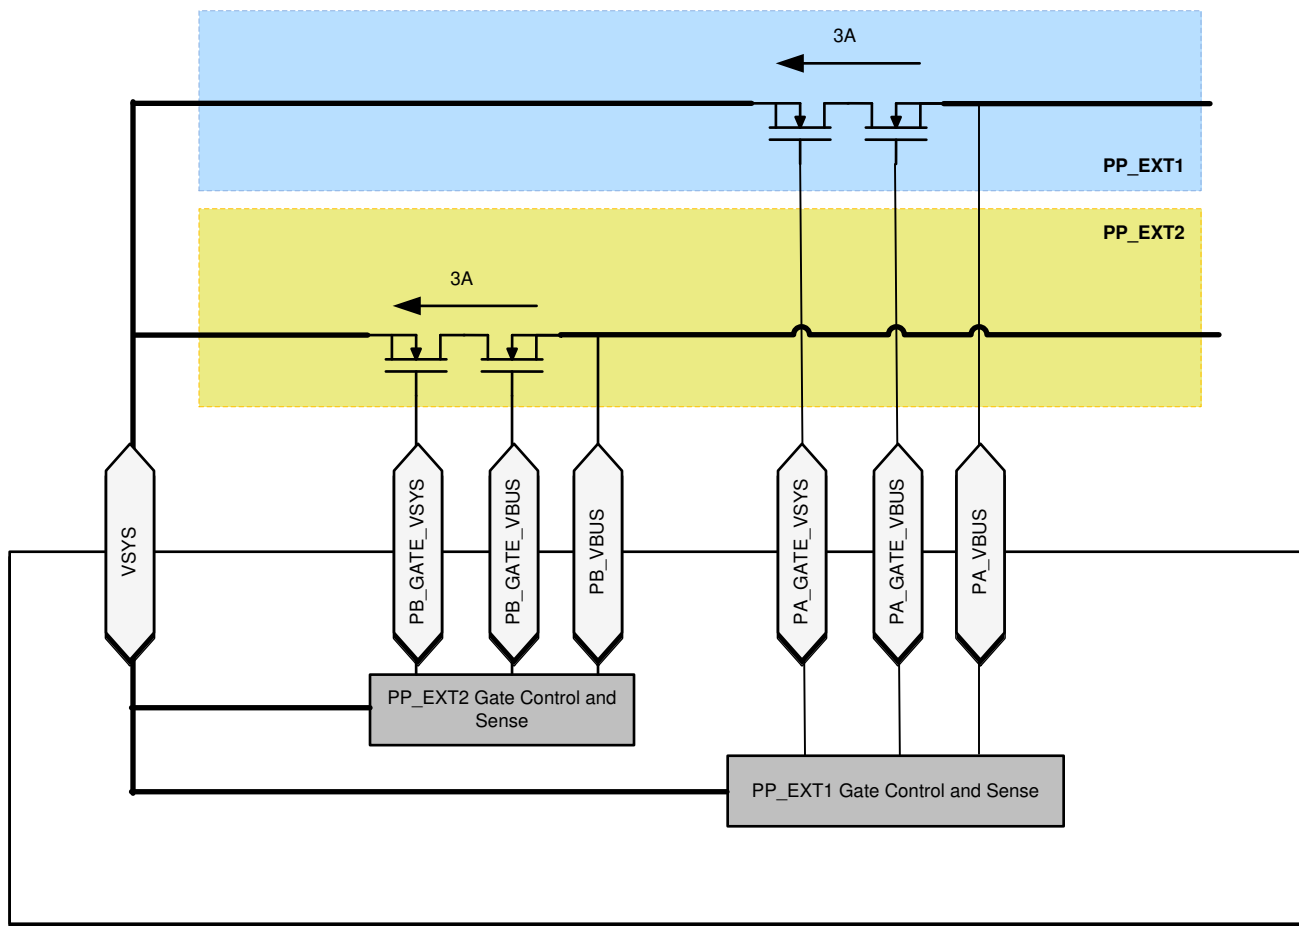 3A
PP_EXT1
PP_EXT2
3A
VSYS
PB_GATE_VSYS
PB_GATE_VBUS
PB_VBUS
PA_GATE_VSYS
PA_GATE_VBUS
PA_VBUS
PP_EXT2 Gate Control and
Sense
PP_EXT1 Gate Control and Sense